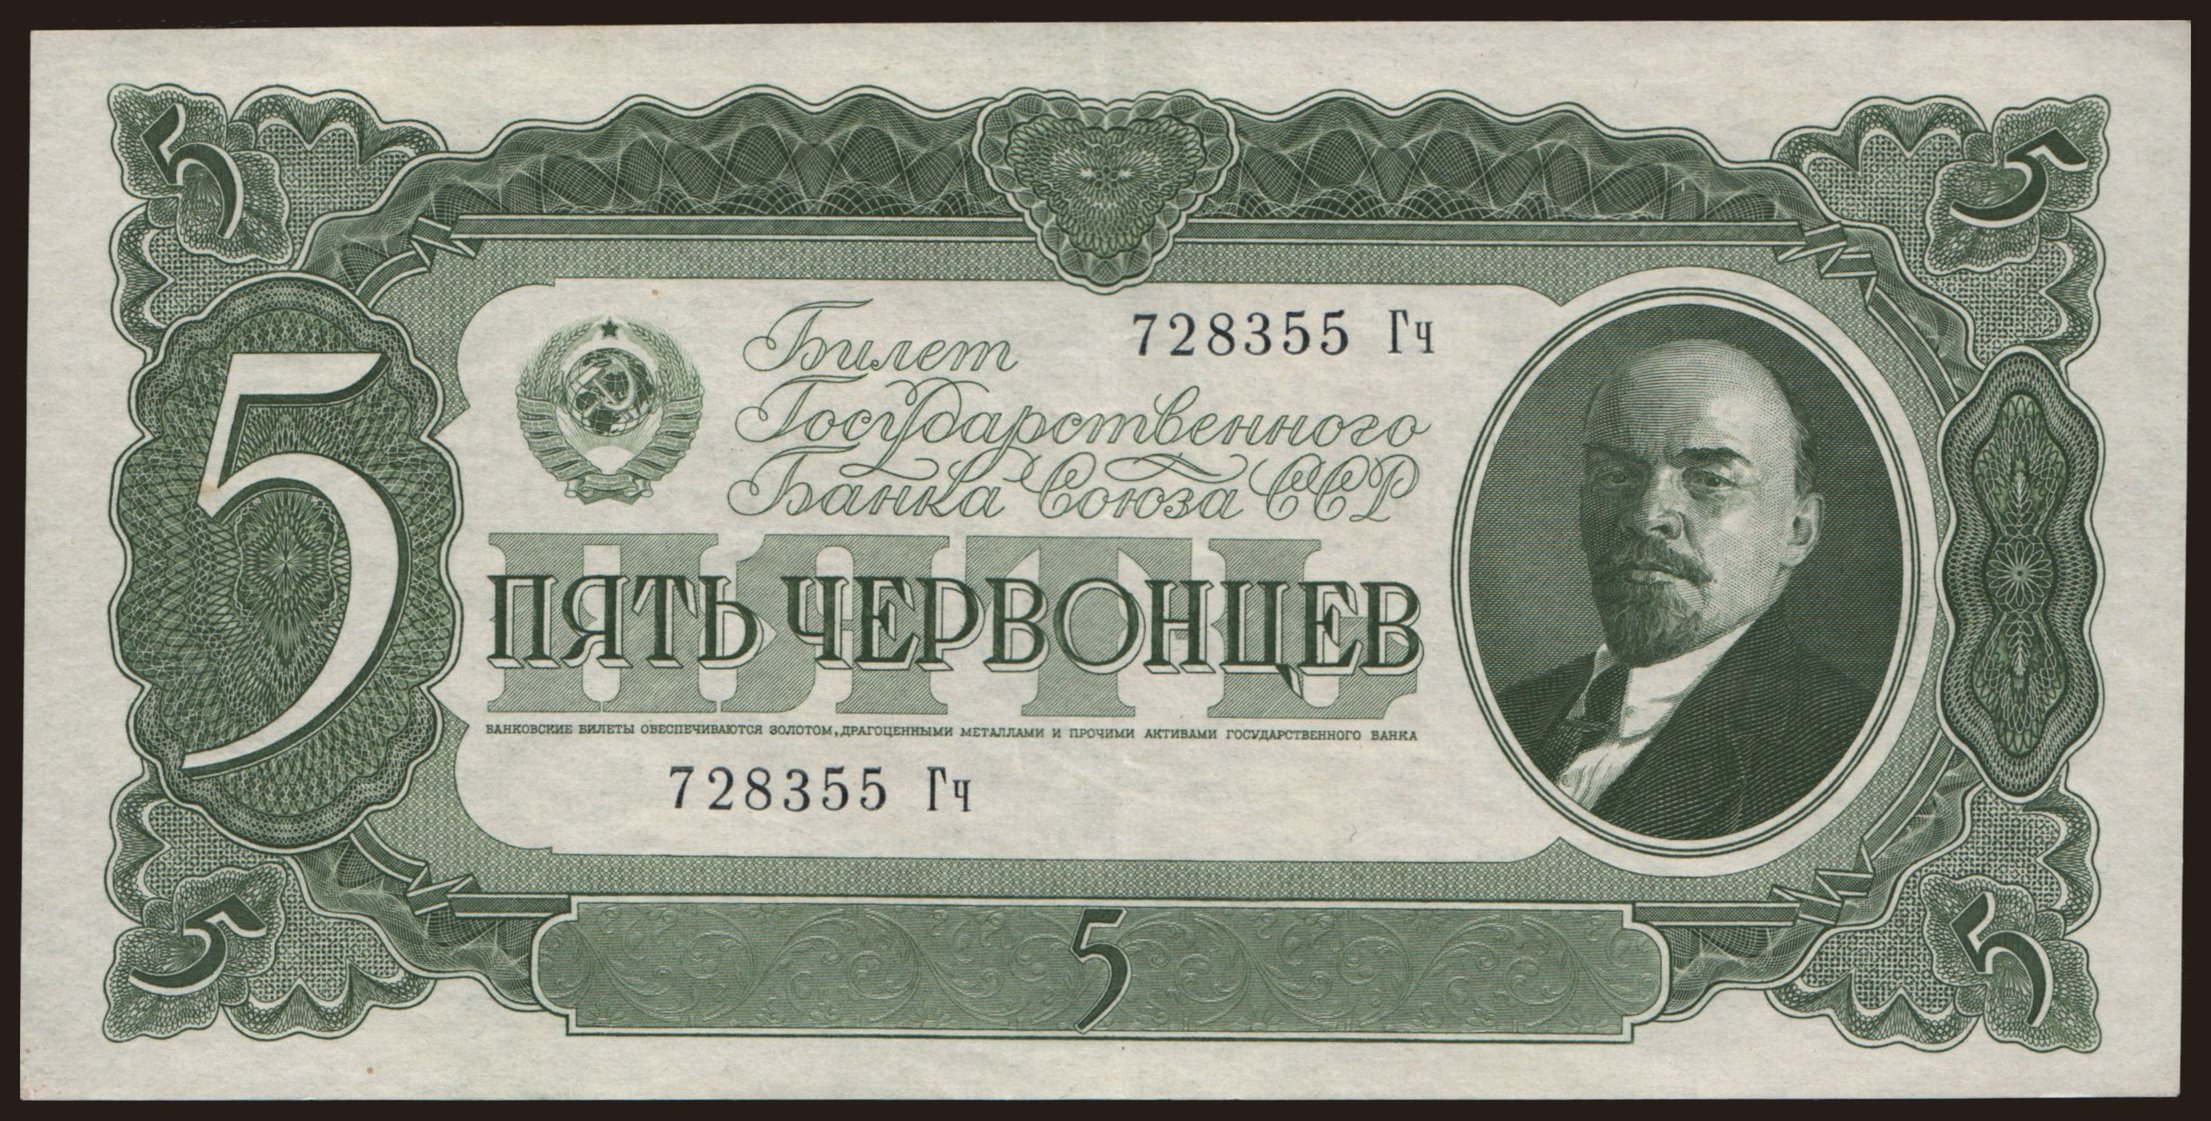 5
5
728355 Гч
Билет
Государственного
Банка Союза ССР
5
ПЯТЬ
ПЯТЬ ЧЕРВОНЦЕВ
БАНКОВСКИЕ БИЛЕТЫ ОБЕСПЕЧИВАЮТСЯ ЗОЛОТОМ, ДРАГОЦЕННЫМИ МЕТАЛЛАМИ И ПРОЧИМИ АКТИВАМИ ГОСУДАРСТВЕННОГО БАНКА
728355 Гч
5
5
5